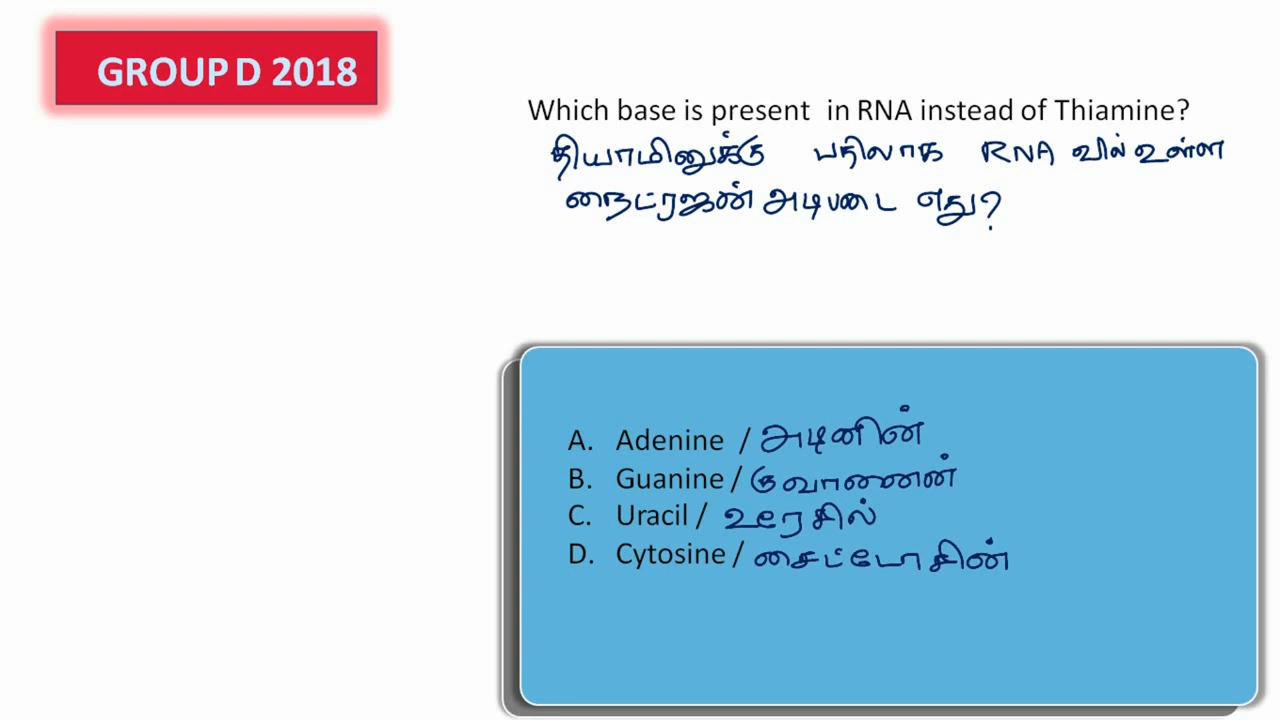 GROUP D 2018
Which base is present in RNA instead of Thiamine?
தியாமினுக்கு பதிலாக RNA வில் உள்ள
நைட்ரஜன் அடிபடை எது?
A. Adenine / அடினின்
B. Guanine / குவாணைன்
C. Uracil / உரேசில்
D. Cytosine / சைட்டோசின்